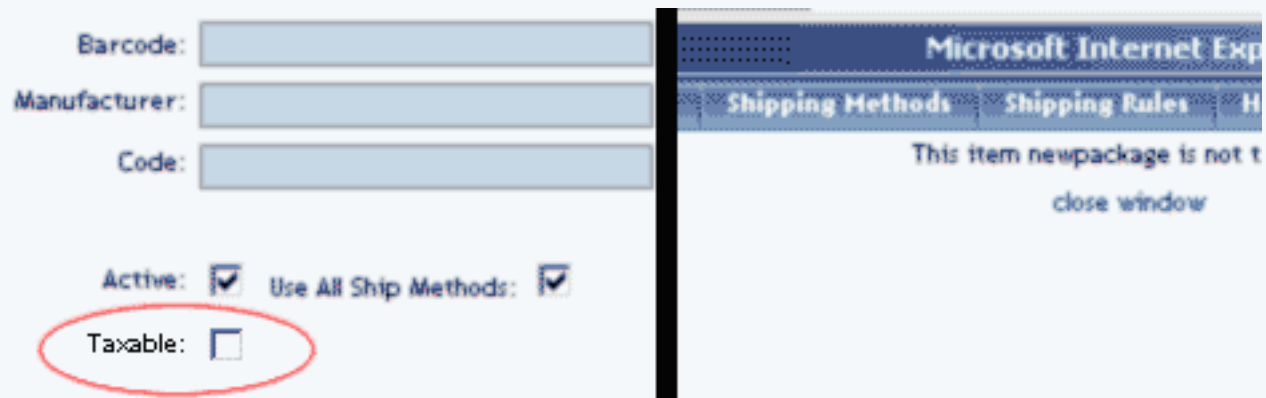 Barcode:
Manufacturer:
Code:
Active: Use All Ship Methods:
Taxable:
Microsoft Internet Exp
Shipping Methods Shipping Rules H
This item newpackage is not t
close window